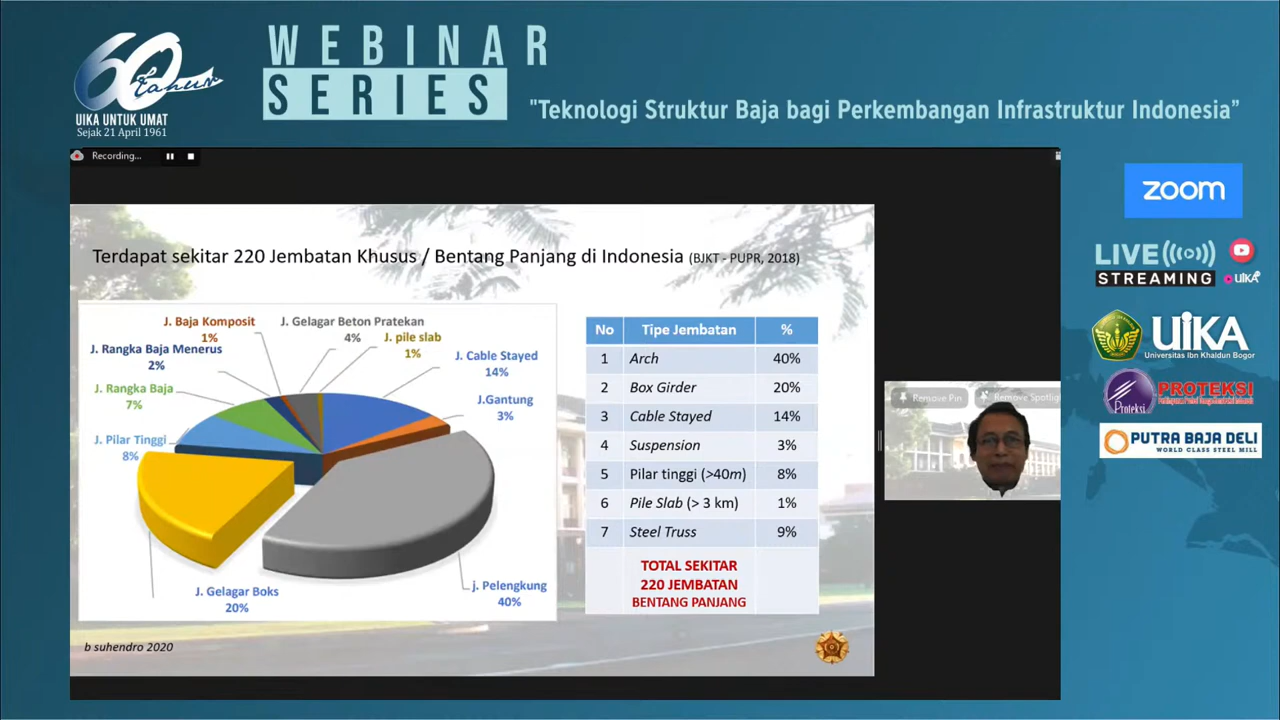 60
tahun
UIKA UNTUK UMAT
Sejak 21 April 1961
WEBINAR
SERIES
"Teknologi Struktur Baja bagi Perkembangan Infrastruktur Indonesia"
Recording...
Terdapat sekitar 220 Jembatan Khusus / Bentang Panjang di Indonesia (BJKT - PUPR, 2018)
J. Baja Komposit
1%
J. Gelagar Beton Pratekan
4%
J. pile slab
1%
J. Rangka Baja Menerus
2%
J. Cable Stayed
14%
J. Rangka Baja
7%
J.Gantung
3%
J. Pilar Tinggi
8%
J. Gelagar Boks
20%
j. Pelengkung
40%
No Tipe Jembatan %
1 Arch 40%
2 Box Girder 20%
3 Cable Stayed 14%
4 Suspension 3%
5 Pilar tinggi (>40m) 8%
6 Pile Slab (> 3 km) 1%
7 Steel Truss 9%
TOTAL SEKITAR
220 JEMBATAN
BENTANG PANJANG
b suhendro 2020
Remove Pin
Remove Spotlig
zoom
LIVE
STREAMING
UIKA
UIKA
Universitas Ibn Khaldun Bogor
Proteksi
PROTEKSI
PUTRA BAJA DELI
WORLD CLASS STEEL MILL